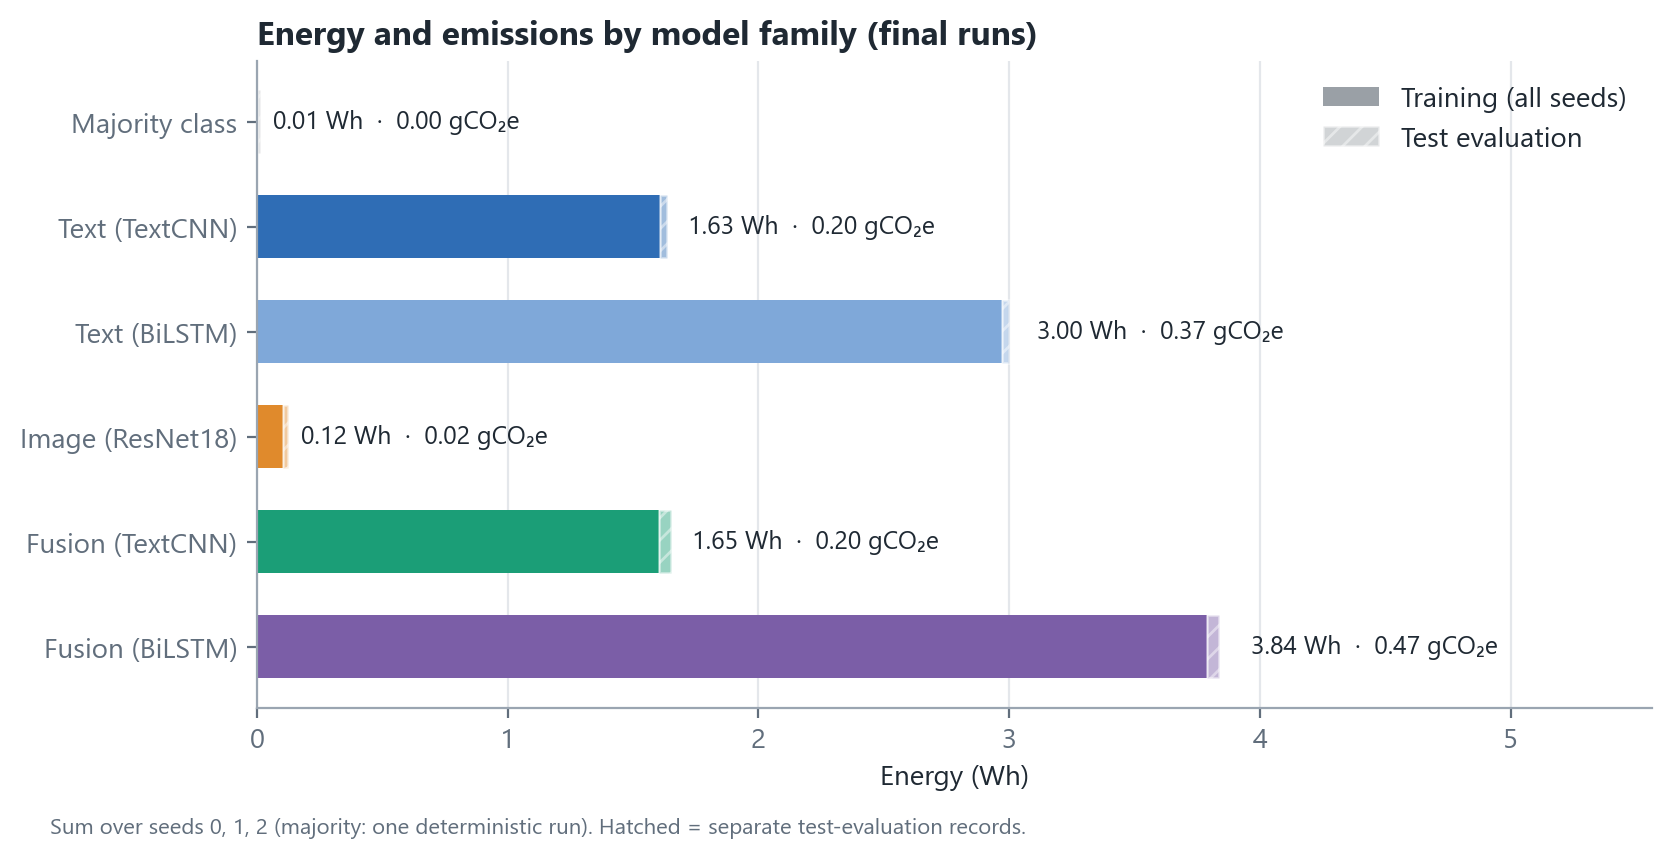 Energy and emissions by model family (final runs)
Training (all seeds)
Test evaluation
Majority class
0.01 Wh · 0.00 gCO₂e
Text (TextCNN)
1.63 Wh · 0.20 gCO₂e
Text (BiLSTM)
3.00 Wh · 0.37 gCO₂e
Image (ResNet18)
0.12 Wh · 0.02 gCO₂e
Fusion (TextCNN)
1.65 Wh · 0.20 gCO₂e
Fusion (BiLSTM)
3.84 Wh · 0.47 gCO₂e
0 1 2 3 4 5
Energy (Wh)
Sum over seeds 0, 1, 2 (majority: one deterministic run). Hatched = separate test-evaluation records.